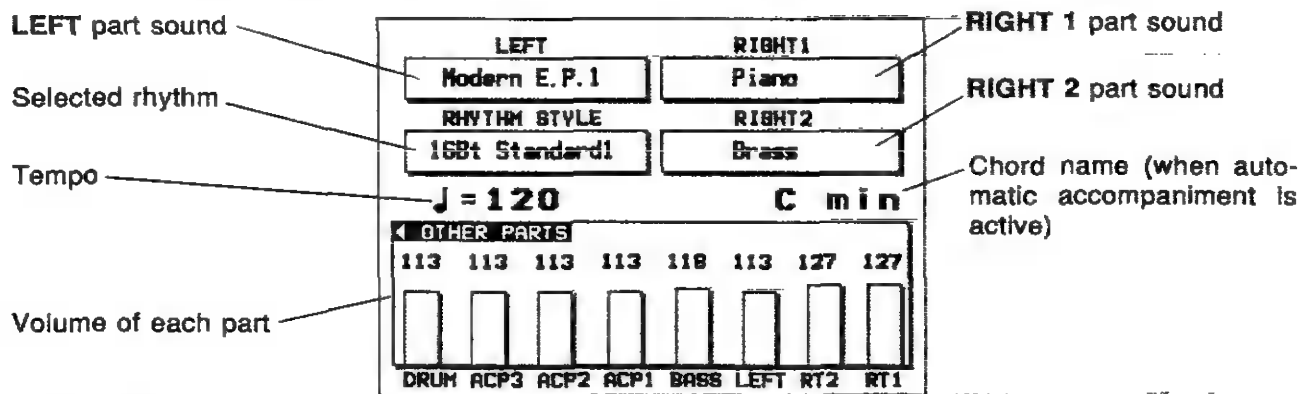 LEFT part sound
RIGHT 1 part sound
LEFT RIGHT1
Modern E.P.1 Piano
Selected rhythm
RIGHT 2 part sound
RHYTHM STYLE RIGHT2
16Bt Standard1 Brass
Tempo
♩=120 C min
Chord name (when auto-
matic accompaniment is
active)
◀ OTHER PARTS
113 113 113 113 118 113 127 127
Volume of each part
DRUM ACP3 ACP2 ACP1 BASS LEFT RT2 RT1